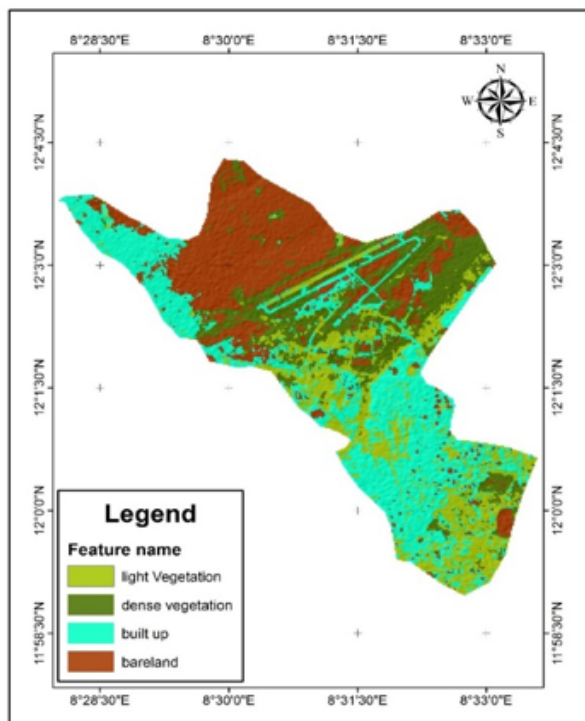 8°28'30"E 8°30'0"E 8°31'30"E 8°33'0"E
N
W E
S
12°4'30"N 12°4'30"N
12°3'0"N 12°3'0"N
12°1'30"N 12°1'30"N
12°0'0"N 12°0'0"N
11°58'30"N 11°58'30"N
Legend
Feature name
light Vegetation
dense vegetation
built up
bareland
8°28'30"E 8°30'0"E 8°31'30"E 8°33'0"E